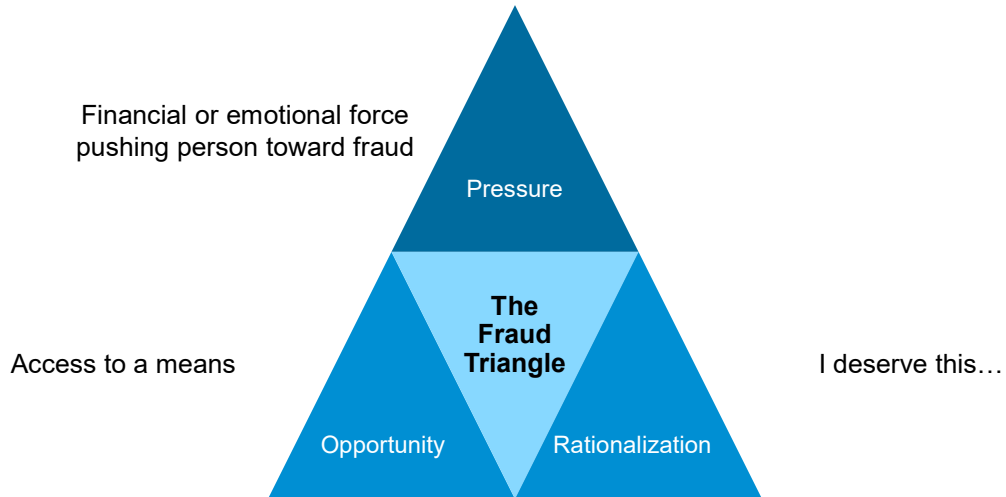 Financial or emotional force
pushing person toward fraud
Pressure
The
Fraud
Triangle
Access to a means
I deserve this…
Opportunity
Rationalization